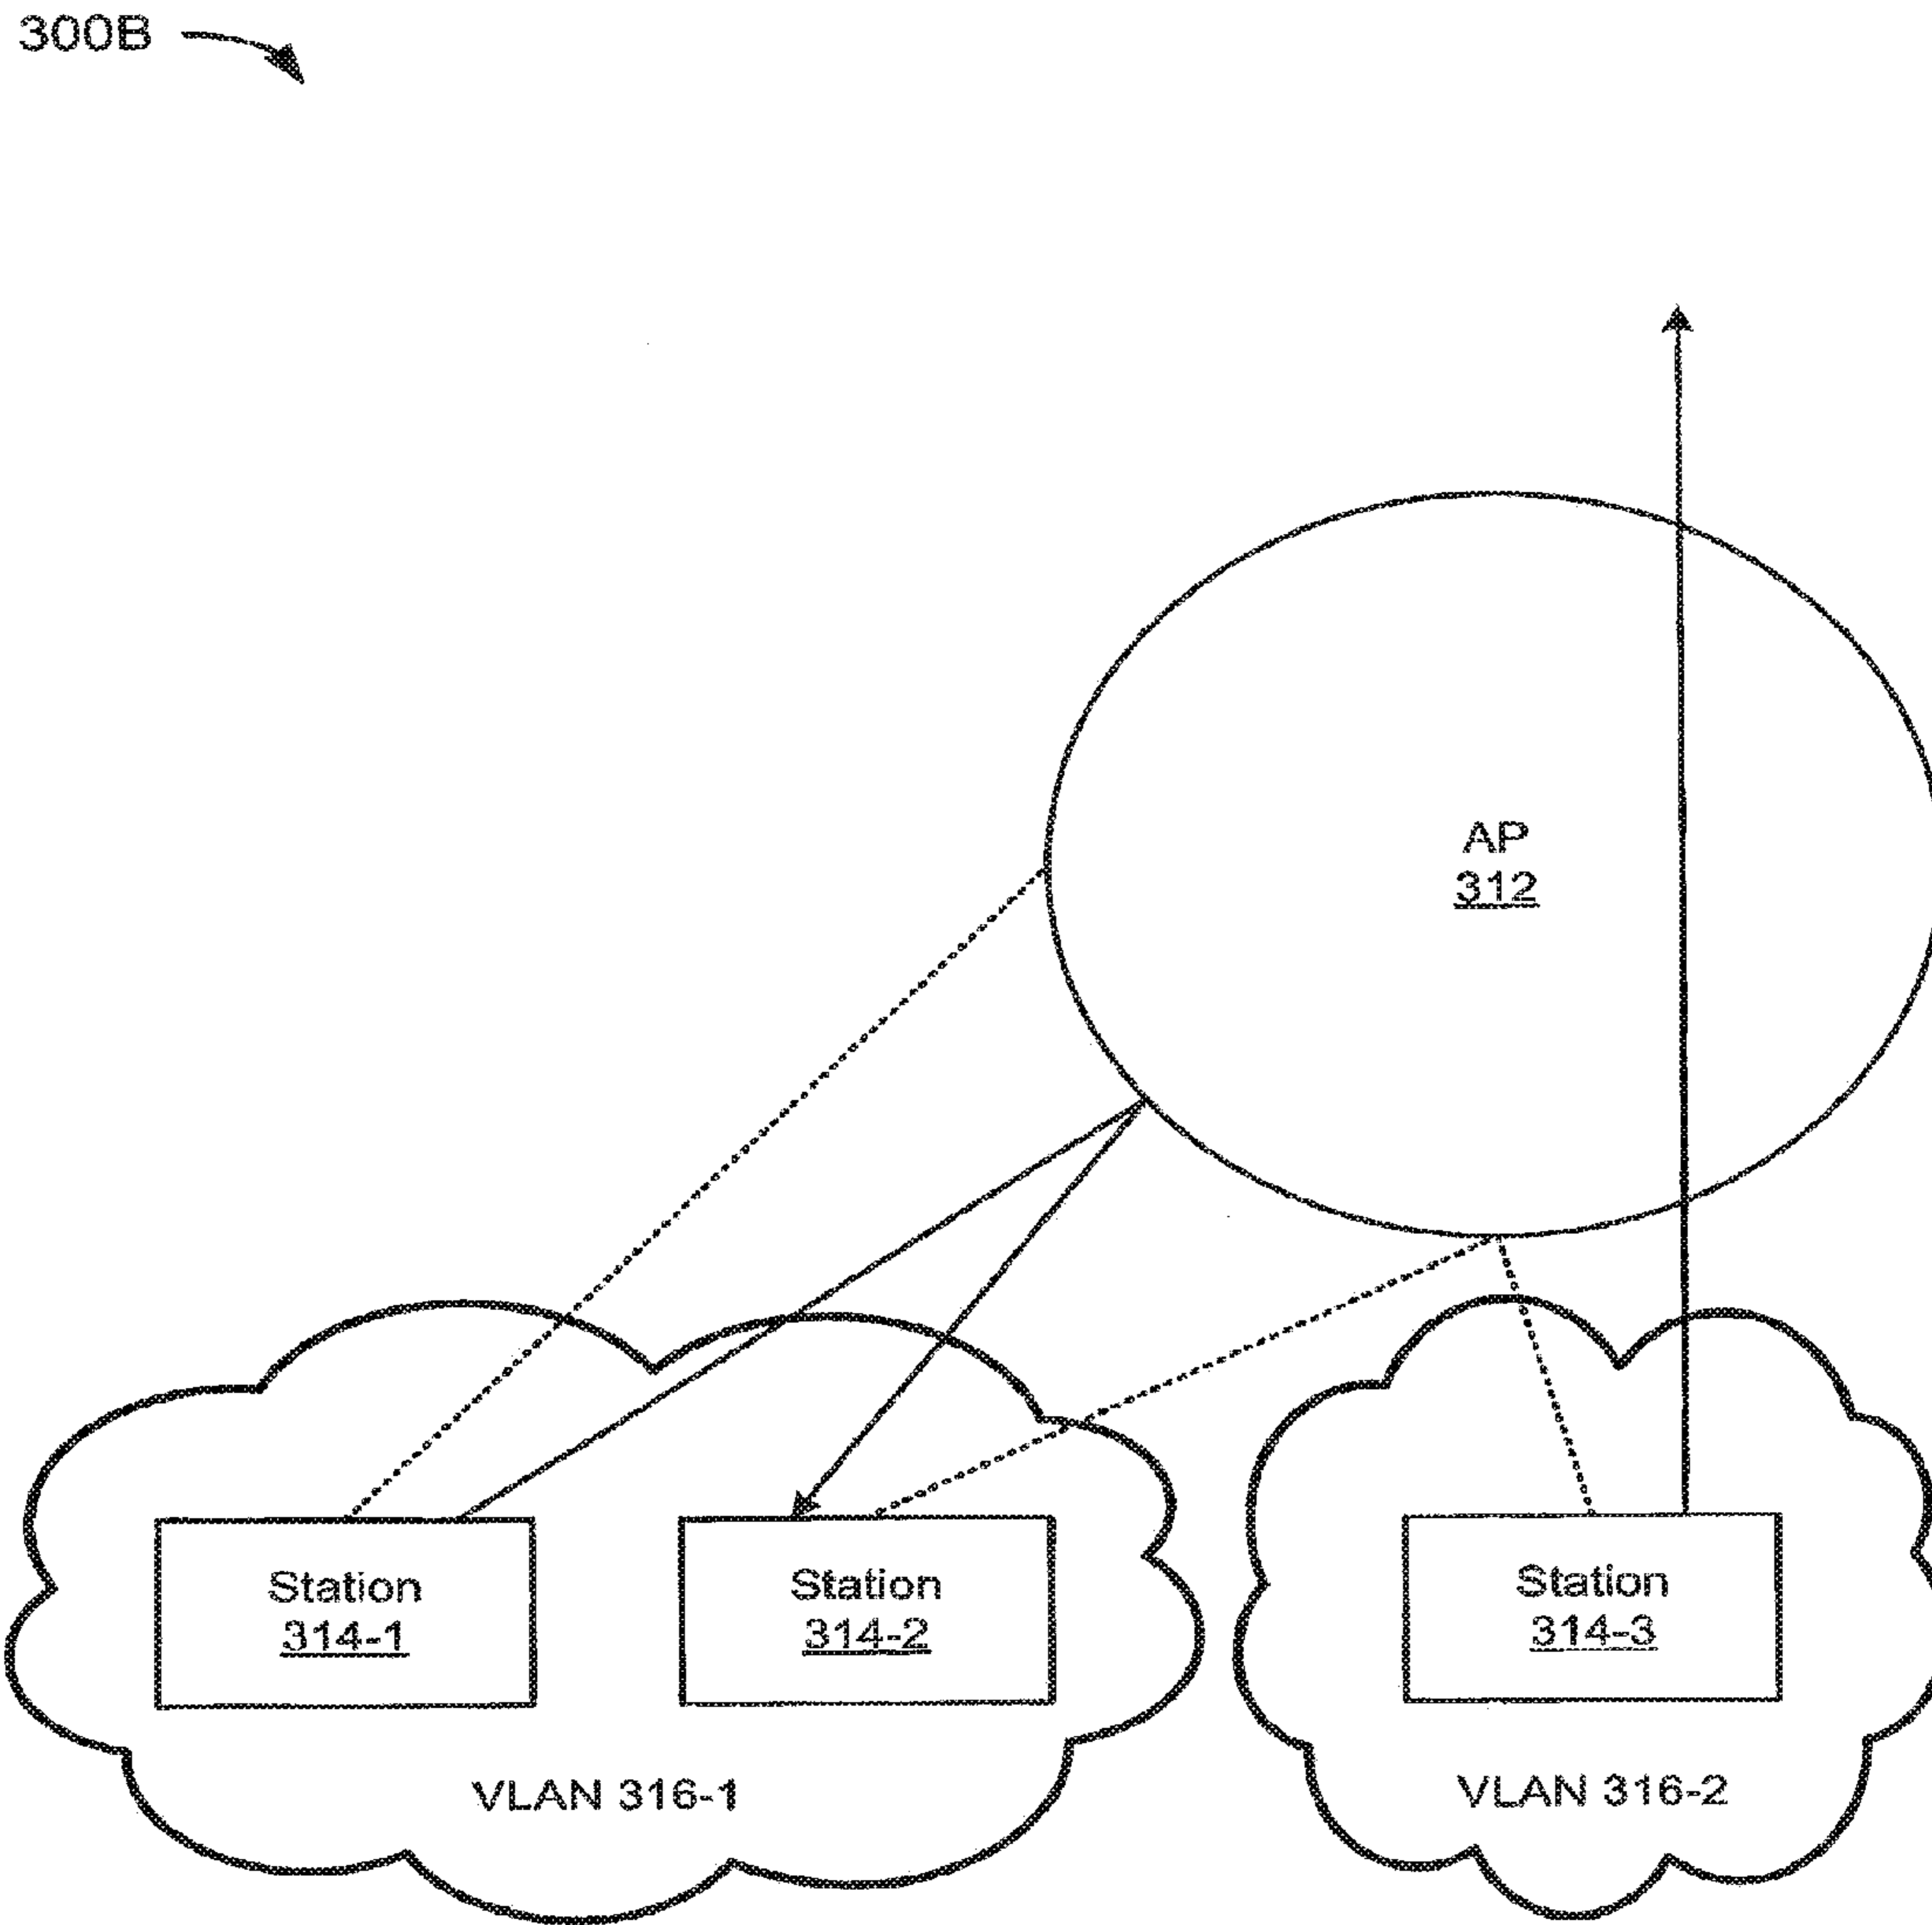 300B
AP
312
Station
314-1
Station
314-2
Station
314-3
VLAN 316-1
VLAN 316-2